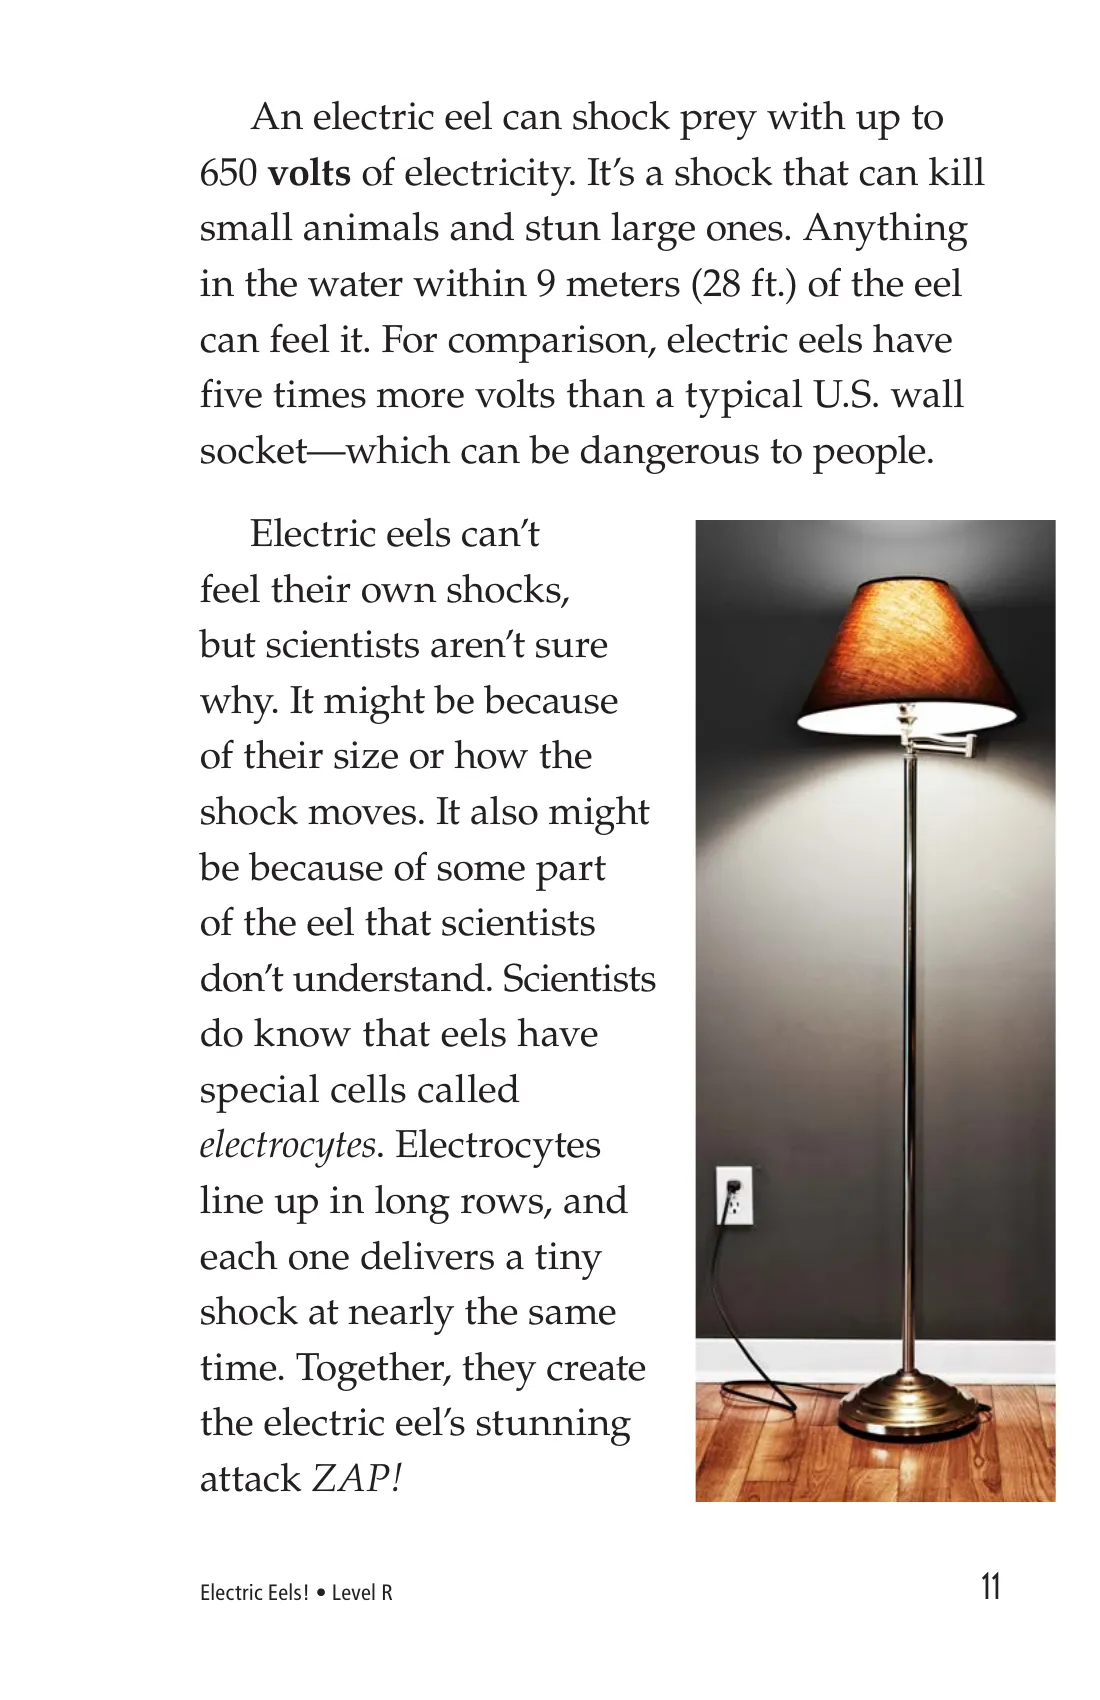 An electric eel can shock prey with up to
650 volts of electricity. It’s a shock that can kill
small animals and stun large ones. Anything
in the water within 9 meters (28 ft.) of the eel
can feel it. For comparison, electric eels have
five times more volts than a typical U.S. wall
socket—which can be dangerous to people.
Electric eels can’t
feel their own shocks,
but scientists aren’t sure
why. It might be because
of their size or how the
shock moves. It also might
be because of some part
of the eel that scientists
don’t understand. Scientists
do know that eels have
special cells called
electrocytes. Electrocytes
line up in long rows, and
each one delivers a tiny
shock at nearly the same
time. Together, they create
the electric eel’s stunning
attack ZAP!
Electric Eels! • Level R
11